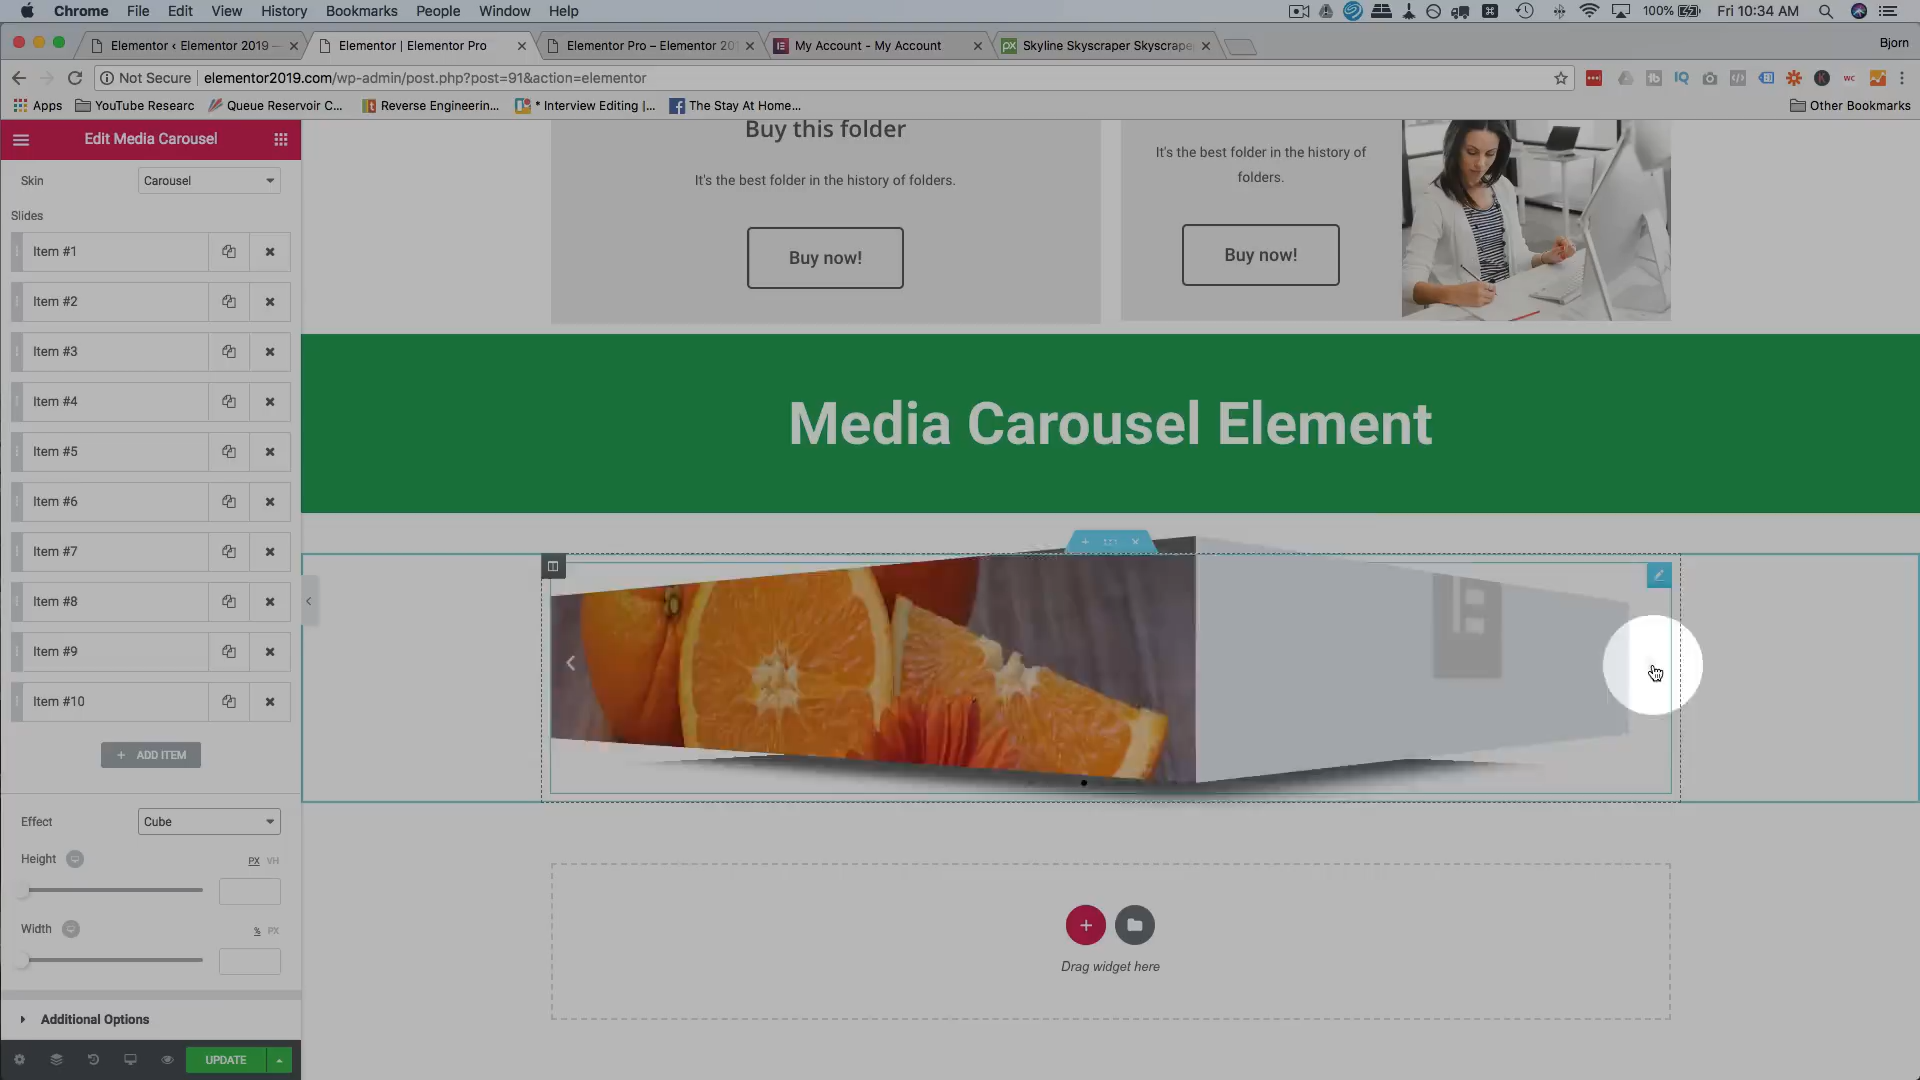 Chrome File Edit View History Bookmarks People Window Help 100% Fri 10:34 AM
Elementor ‹ Elementor 2019 — Elementor | Elementor Pro Elementor Pro – Elementor 20 My Account - My Account Skyline Skyscraper Skyscraper Bjorn
Not Secure elementor2019.com/wp-admin/post.php?post=91&action=elementor
Apps YouTube Researc Queue Reservoir C... Reverse Engineerin... * Interview Editing |... The Stay At Home... Other Bookmarks
Edit Media Carousel
Skin Carousel
Slides
Item #1
Item #2
Item #3
Item #4
Item #5
Item #6
Item #7
Item #8
Item #9
Item #10
+ ADD ITEM
Effect Cube
Height PX VH
Width % PX
Additional Options
UPDATE
Buy this folder
It's the best folder in the history of folders.
Buy now!
It's the best folder in the history of
folders.
Buy now!
Media Carousel Element
Drag widget here